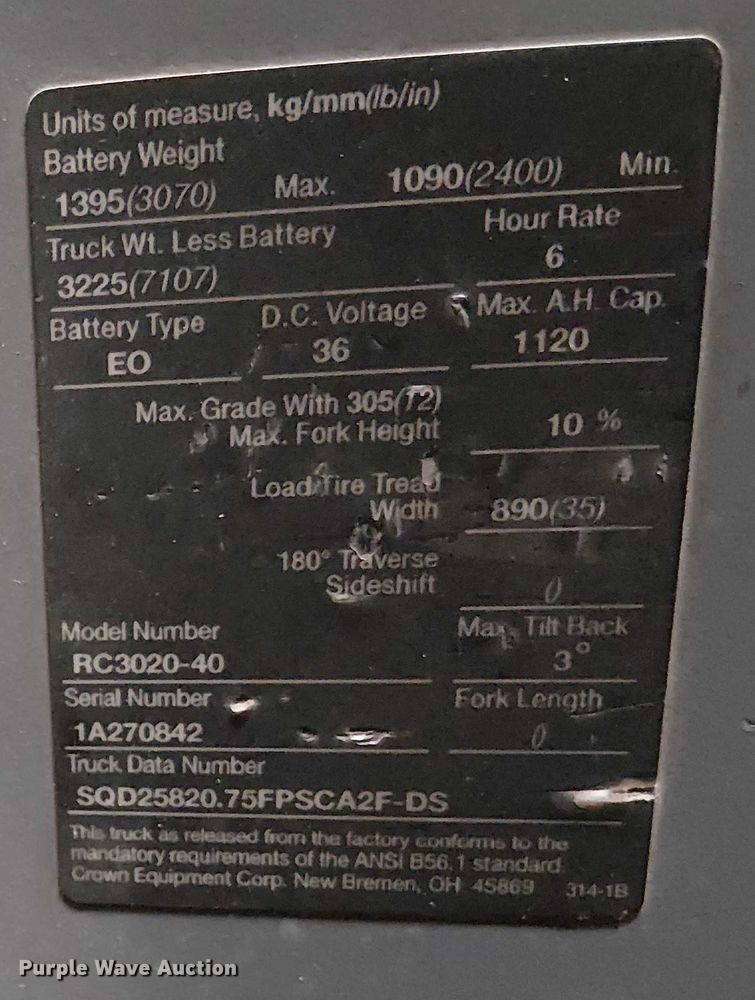 Units of measure, kg/mm(lb/in)
Battery Weight
1395(3070) Max. 1090(2400) Min.
Truck Wt. Less Battery Hour Rate
3225(7107) 6
Battery Type D.C. Voltage Max. A.H. Cap.
EO 36 1120
Max. Grade With 305(12)
Max. Fork Height 10 %
Load Tire Tread
Width 890(35)
180° Traverse
Sideshift 0
Model Number Max. Tilt Back
RC3020-40 3°
Serial Number Fork Length
1A270842 0
Truck Data Number
SQD25820.75FPSCA2F-DS
This truck as released from the factory conforms to the
mandatory requirements of the ANSI B56.1 standard.
Crown Equipment Corp. New Bremen, OH 45869 314-1B
Purple Wave Auction